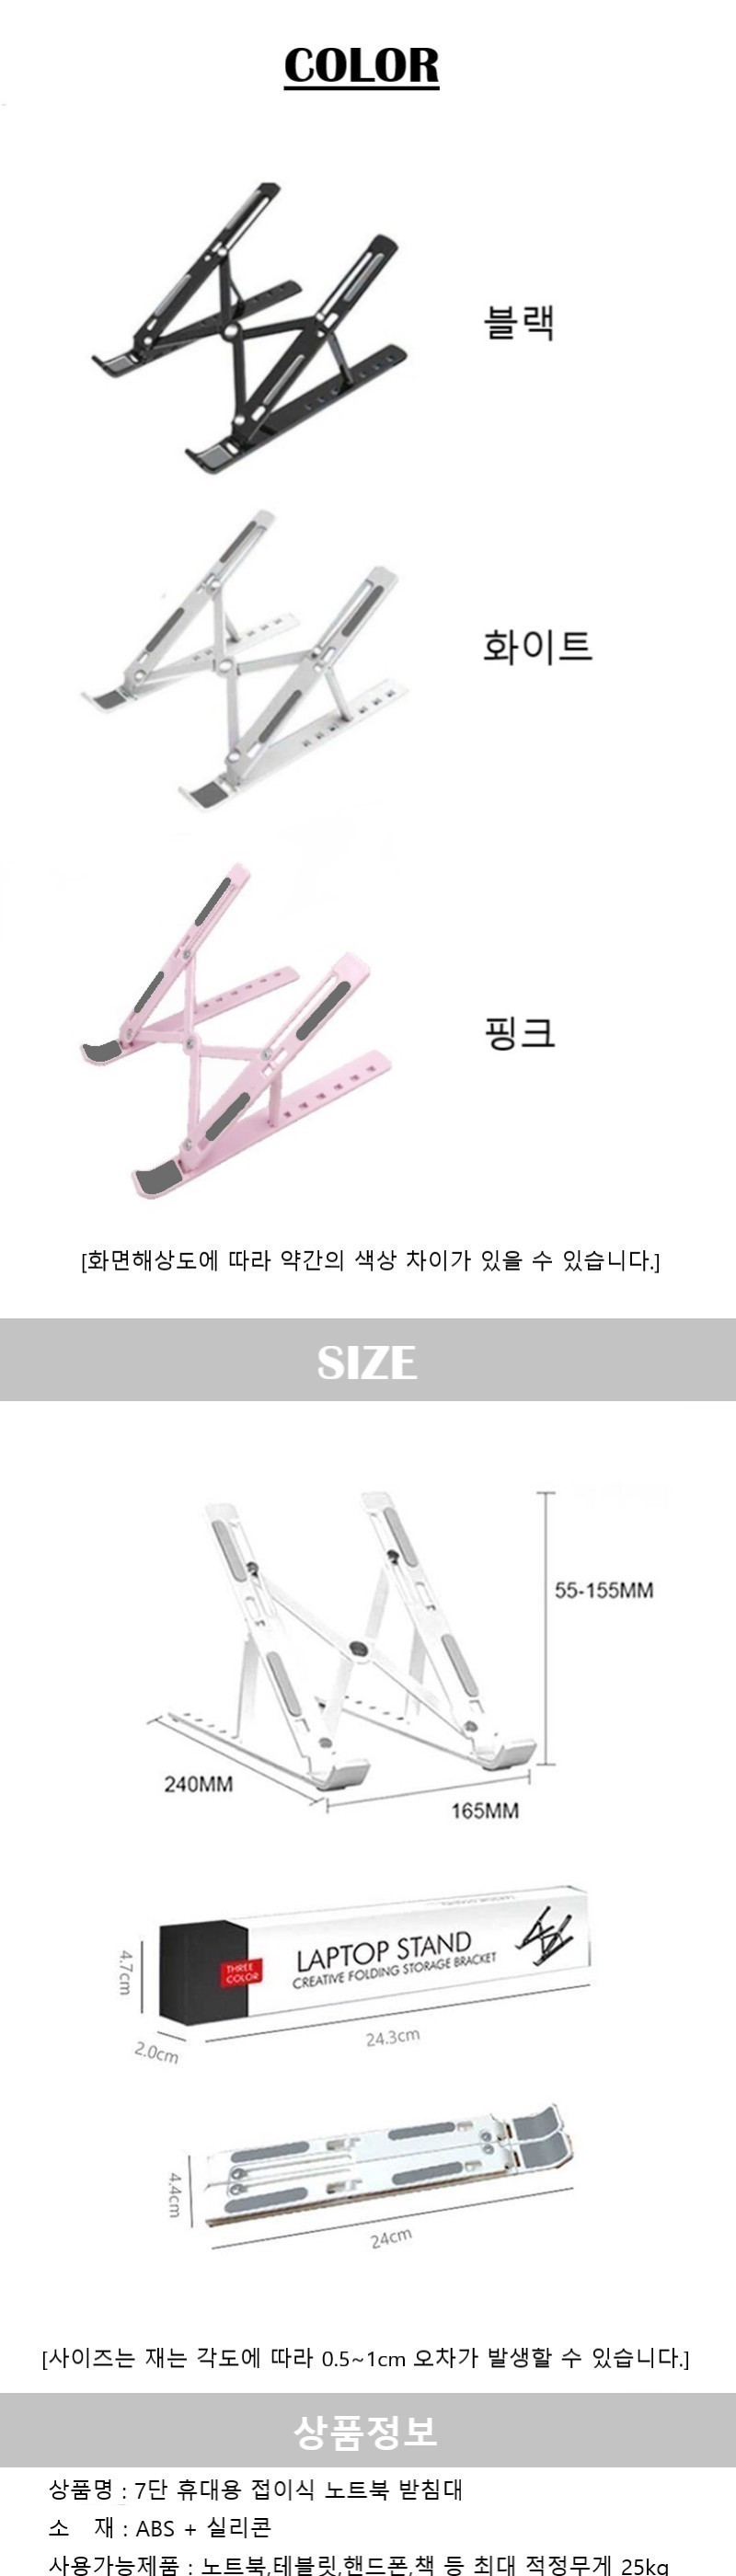 COLOR
블랙
화이트
핑크
[화면해상도에 따라 약간의 색상 차이가 있을 수 있습니다.]
SIZE
55-155MM
240MM
165MM
THREE
COLOR
LAPTOP STAND
CREATIVE FOLDING STORAGE BRACKET
4.7cm
2.0cm
24.3cm
4.4cm
24cm
[사이즈는 재는 각도에 따라 0.5~1cm 오차가 발생할 수 있습니다.]
상품정보
상품명 : 7단 휴대용 접이식 노트북 받침대
소 재 : ABS + 실리콘
사용가능제품 : 노트북,테블릿,핸드폰,책 등 최대 적정무게 25kg